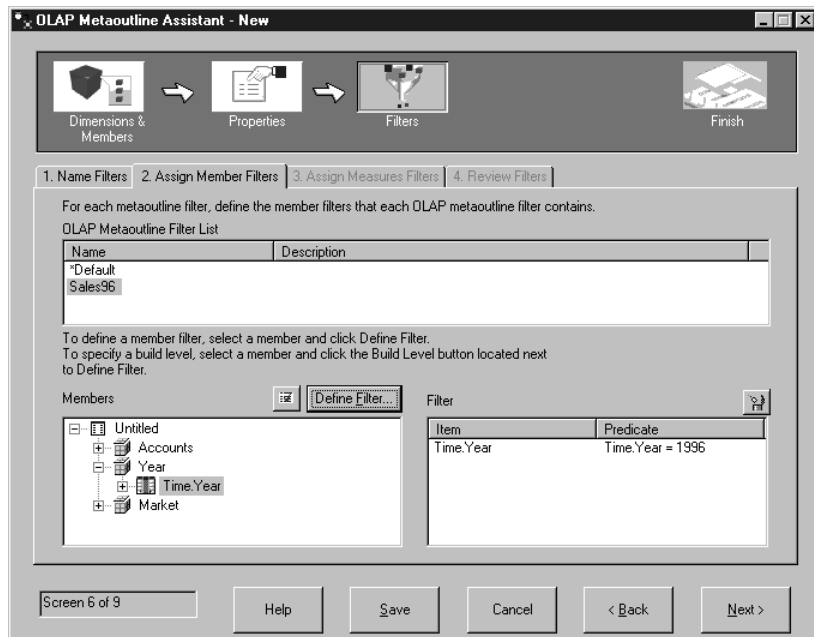 OLAP Metaoutline Assistant - New
Dimensions &
Members
Properties
Filters
Finish
1. Name Filters
2. Assign Member Filters
3. Assign Measures Filters
4. Review Filters
For each metaoutline filter, define the member filters that each OLAP metaoutline filter contains.
OLAP Metaoutline Filter List
Name Description
*Default
Sales96
To define a member filter, select a member and click Define Filter.
To specify a build level, select a member and click the Build Level button located next
to Define Filter.
Members
Define Filter...
Untitled
Accounts
Year
Time.Year
Market
Filter
Item Predicate
Time.Year Time.Year = 1996
Screen 6 of 9
Help
Save
Cancel
< Back
Next >